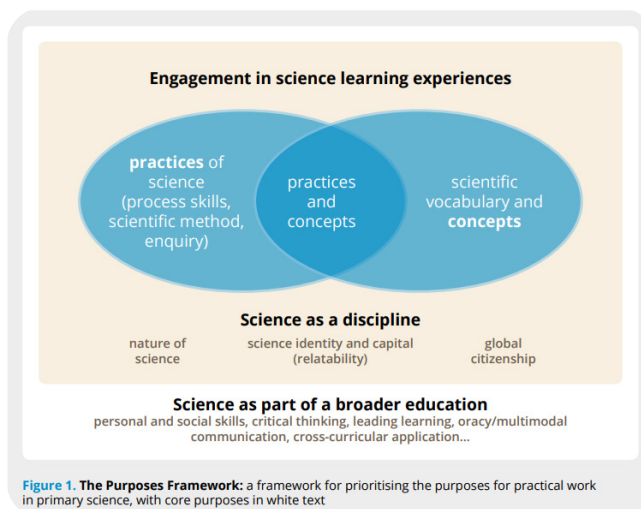 Engagement in science learning experiences
practices of
science
(process skills,
scientific method,
enquiry)
practices
and
concepts
scientific
vocabulary and
concepts
Science as a discipline
nature of
science
science identity and capital
(relatability)
global
citizenship
Science as part of a broader education
personal and social skills, critical thinking, leading learning, oracy/multimodal
communication, cross-curricular application...
Figure 1. The Purposes Framework: a framework for prioritising the purposes for practical work
in primary science, with core purposes in white text